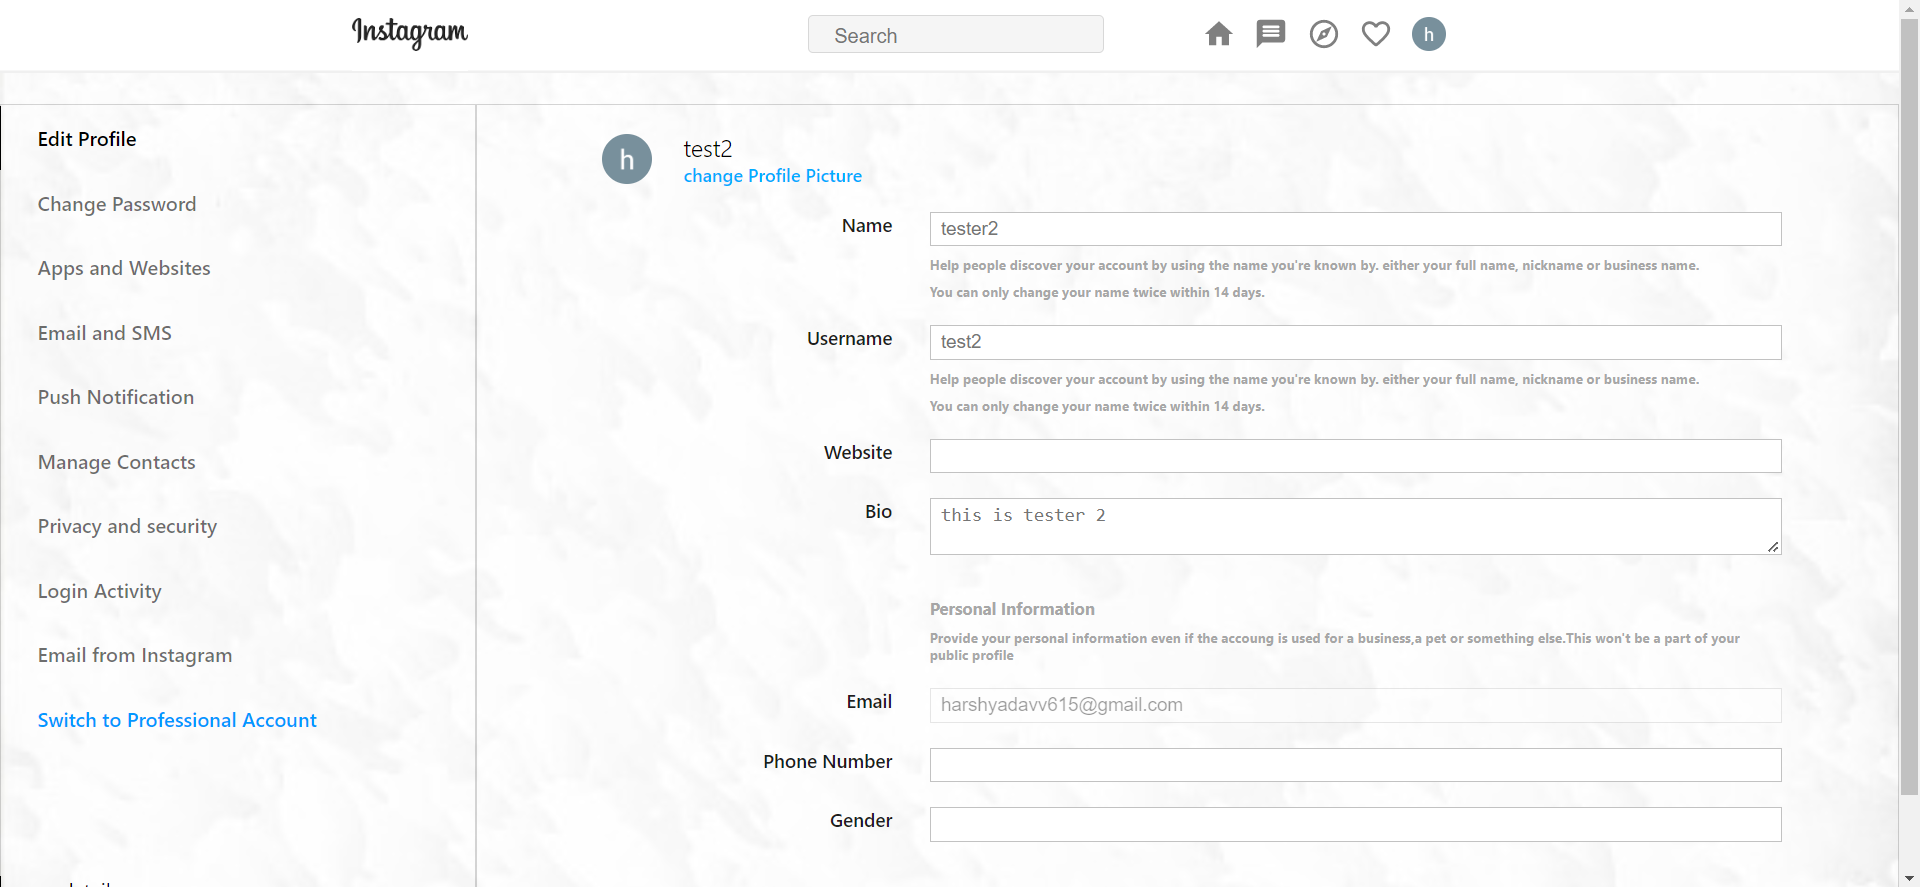 Instagram
Search
h
Edit Profile
Change Password
Apps and Websites
Email and SMS
Push Notification
Manage Contacts
Privacy and security
Login Activity
Email from Instagram
Switch to Professional Account
h
test2
change Profile Picture
Name
tester2
Help people discover your account by using the name you're known by. either your full name, nickname or business name.
You can only change your name twice within 14 days.
Username
test2
Help people discover your account by using the name you're known by. either your full name, nickname or business name.
You can only change your name twice within 14 days.
Website
Bio
this is tester 2
Personal Information
Provide your personal information even if the accoung is used for a business,a pet or something else.This won't be a part of your
public profile
Email
harshyadavv615@gmail.com
Phone Number
Gender